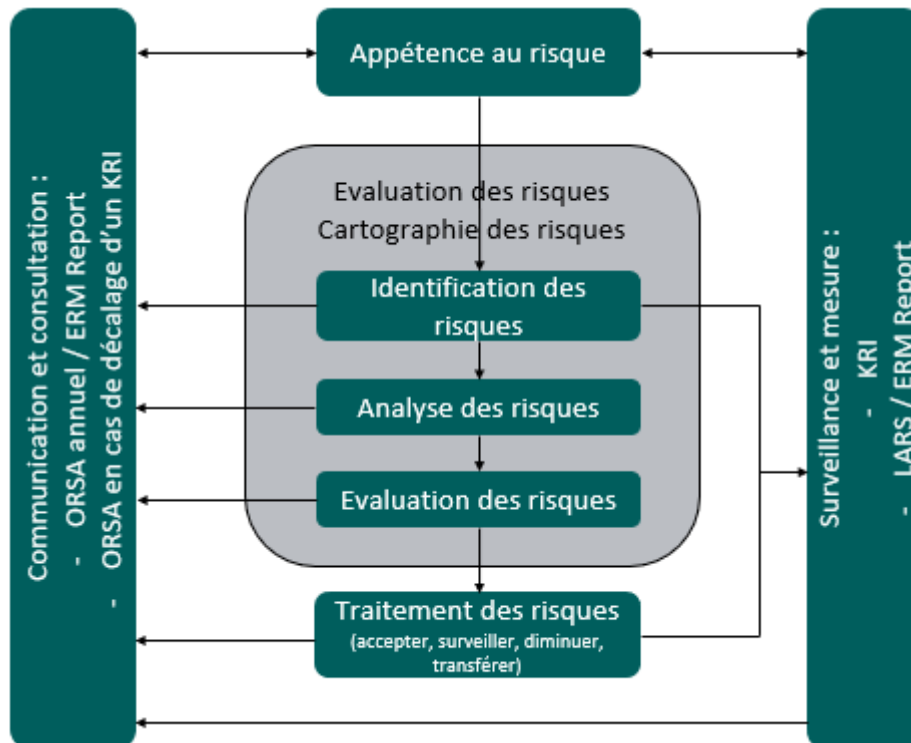 Communication et consultation :
- ORSA annuel / ERM Report
- ORSA en cas de décalage d'un KRI
Appétence au risque
Evaluation des risques
Cartographie des risques
Identification des
risques
Analyse des risques
Evaluation des risques
Traitement des risques
(accepter, surveiller, diminuer,
transférer)
Surveillance et mesure :
- KRI
- LARS / ERM Report